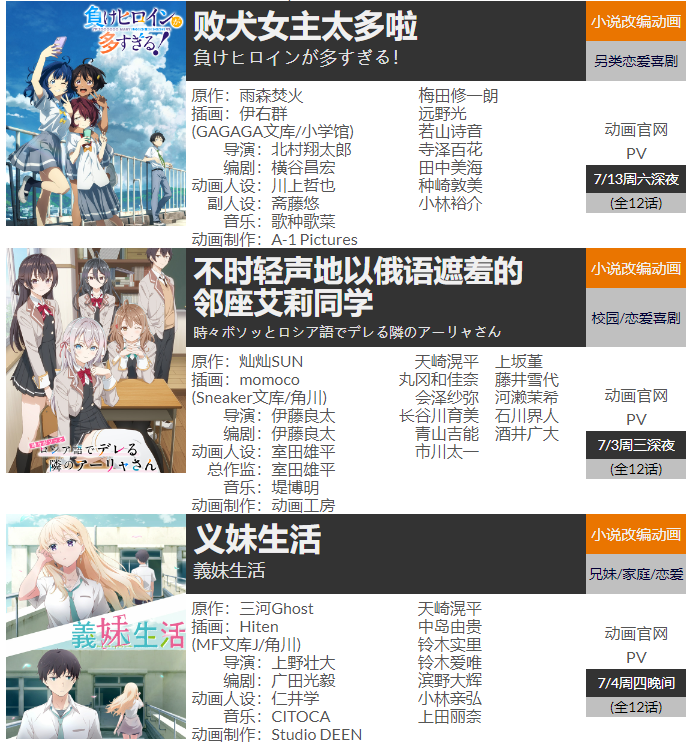 負けヒロインが
多すぎる!
败犬女主太多啦
負けヒロインが多すぎる!
小说改编动画
另类恋爱喜剧
原作：雨森焚火
插画：伊右群
(GAGAGA文库/小学馆)
导演：北村翔太郎
编剧：横谷昌宏
动画人设：川上哲也
副人设：斋藤悠
音乐：歌种歌菜
动画制作：A-1 Pictures
梅田修一朗
远野光
若山诗音
寺泽百花
田中美海
种崎敦美
小林裕介
动画官网
PV
7/13周六深夜
(全12话)
不时轻声地以俄语遮羞的
邻座艾莉同学
時々ボソッとロシア語でデレる隣のアーリャさん
小说改编动画
校园/恋爱喜剧
時々ボソッと
ロシア語でデレる
隣のアーリャさん
原作：灿灿SUN
插画：momoco
(Sneaker文库/角川)
导演：伊藤良太
编剧：伊藤良太
动画人设：室田雄平
总作监：室田雄平
音乐：堤博明
动画制作：动画工房
天崎滉平 上坂堇
丸冈和佳奈 藤井雪代
会泽纱弥 河濑茉希
长谷川育美 石川界人
青山吉能 酒井广大
市川太一
动画官网
PV
7/3周三深夜
(全12话)
义妹生活
義妹生活
小说改编动画
兄妹/家庭/恋爱
義妹生活
原作：三河Ghost
插画：Hiten
(MF文库J/角川)
导演：上野壮大
编剧：广田光毅
动画人设：仁井学
音乐：CITOCA
动画制作：Studio DEEN
天崎滉平
中岛由贵
铃木实里
铃木爱唯
滨野大辉
小林亲弘
上田丽奈
动画官网
PV
7/4周四晚间
(全12话)